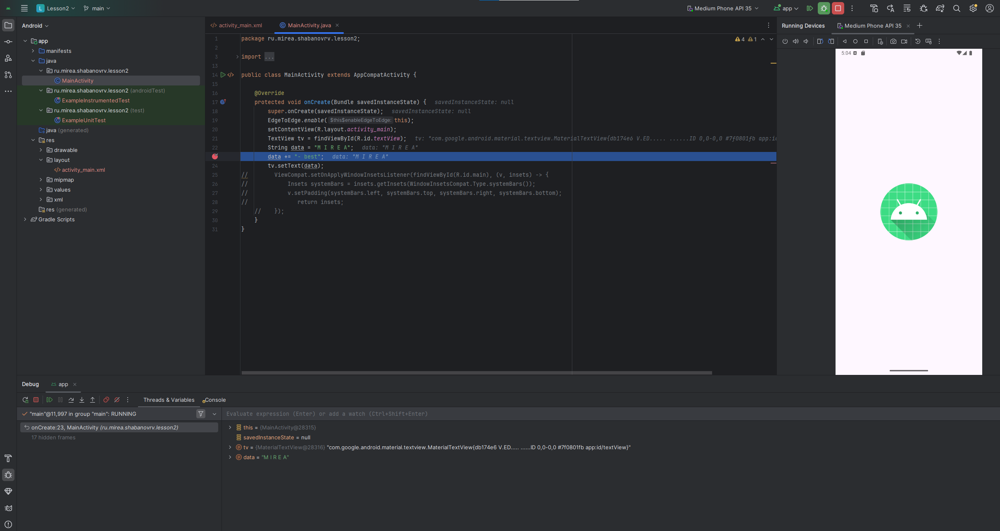 L Lesson2 main Medium Phone API 35 app
Android
app
manifests
java
ru.mirea.shabanovrv.lesson2
MainActivity
ru.mirea.shabanovrv.lesson2 (androidTest)
ExampleInstrumentedTest
ru.mirea.shabanovrv.lesson2 (test)
ExampleUnitTest
java (generated)
res
drawable
layout
activity_main.xml
mipmap
values
xml
res (generated)
Gradle Scripts
activity_main.xml MainActivity.java
4 1
1 package ru.mirea.shabanovrv.lesson2;
2
3 import ...
13
14 public class MainActivity extends AppCompatActivity {
15
16 @Override
17 protected void onCreate(Bundle savedInstanceState) { savedInstanceState: null
18 super.onCreate(savedInstanceState); savedInstanceState: null
19 EdgeToEdge.enable( $this$enableEdgeToEdge: this);
20 setContentView(R.layout.activity_main);
21 TextView tv = findViewById(R.id.textView); tv: "com.google.android.material.textview.MaterialTextView{db174e6 V.ED..... ......ID 0,0-0,0 #7f0801fb app:i
22 String data = "M I R E A"; data: "M I R E A"
data += "- best"; data: "M I R E A"
24 tv.setText(data);
25 // ViewCompat.setOnApplyWindowInsetsListener(findViewById(R.id.main), (v, insets) -> {
26 // Insets systemBars = insets.getInsets(WindowInsetsCompat.Type.systemBars());
27 // v.setPadding(systemBars.left, systemBars.top, systemBars.right, systemBars.bottom);
28 // return insets;
29 // });
30 }
31 }
Running Devices Medium Phone API 35
5:04
Debug app
Threads & Variables Console
"main"@11,997 in group "main": RUNNING
onCreate:23, MainActivity (ru.mirea.shabanovrv.lesson2)
17 hidden frames
Evaluate expression (Enter) or add a watch (Ctrl+Shift+Enter)
this = {MainActivity@28315}
savedInstanceState = null
tv = {MaterialTextView@28316} "com.google.android.material.textview.MaterialTextView{db174e6 V.ED..... ......ID 0,0-0,0 #7f0801fb app:id/textView}"
data = "M I R E A"